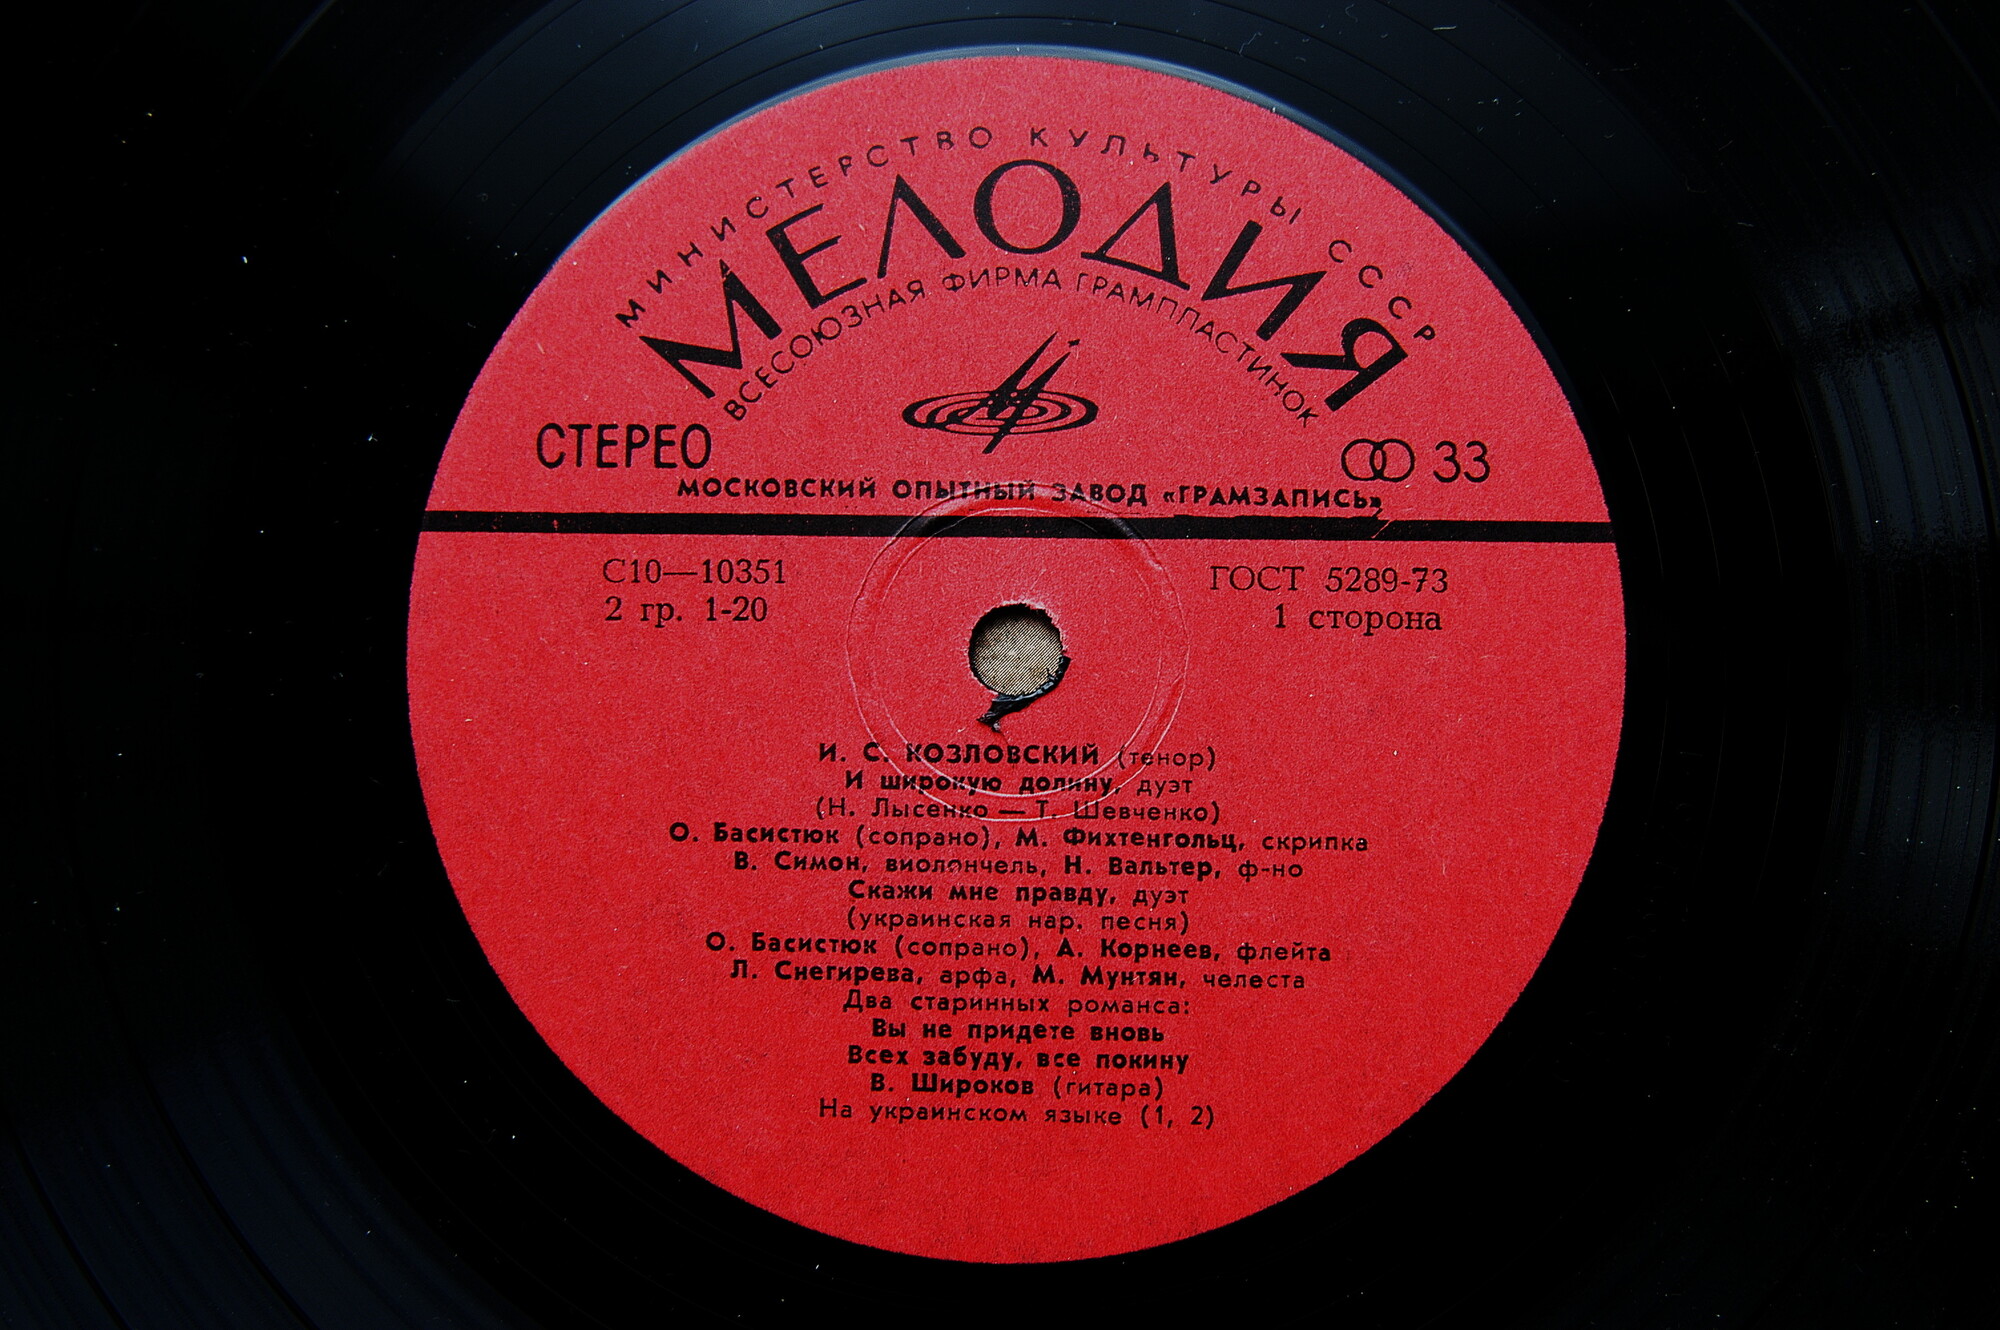 МИНИСТЕРСТВО КУЛЬТУРЫ СССР
МЕЛОДИЯ
ВСЕСОЮЗНАЯ ФИРМА ГРАМПЛАСТИНОК
СТЕРЕО
33
МОСКОВСКИЙ ОПЫТНЫЙ ЗАВОД «ГРАМЗАПИСЬ»
С10—10351
ГОСТ 5289-73
2 гр. 1-20
1 сторона
И. С. КОЗЛОВСКИЙ (тенор)
И широкую долину, дуэт
(Н. Лысенко — Т. Шевченко)
О. Басистюк (сопрано), М. Фихтенгольц, скрипка
В. Симон, виолончель, Н. Вальтер, ф-но
Скажи мне правду, дуэт
(украинская нар. песня)
О. Басистюк (сопрано), А. Корнеев, флейта
Л. Снегирева, арфа, М. Мунтян, челеста
Два старинных романса:
Вы не придете вновь
Всех забуду, все покину
В. Широков (гитара)
На украинском языке (1, 2)